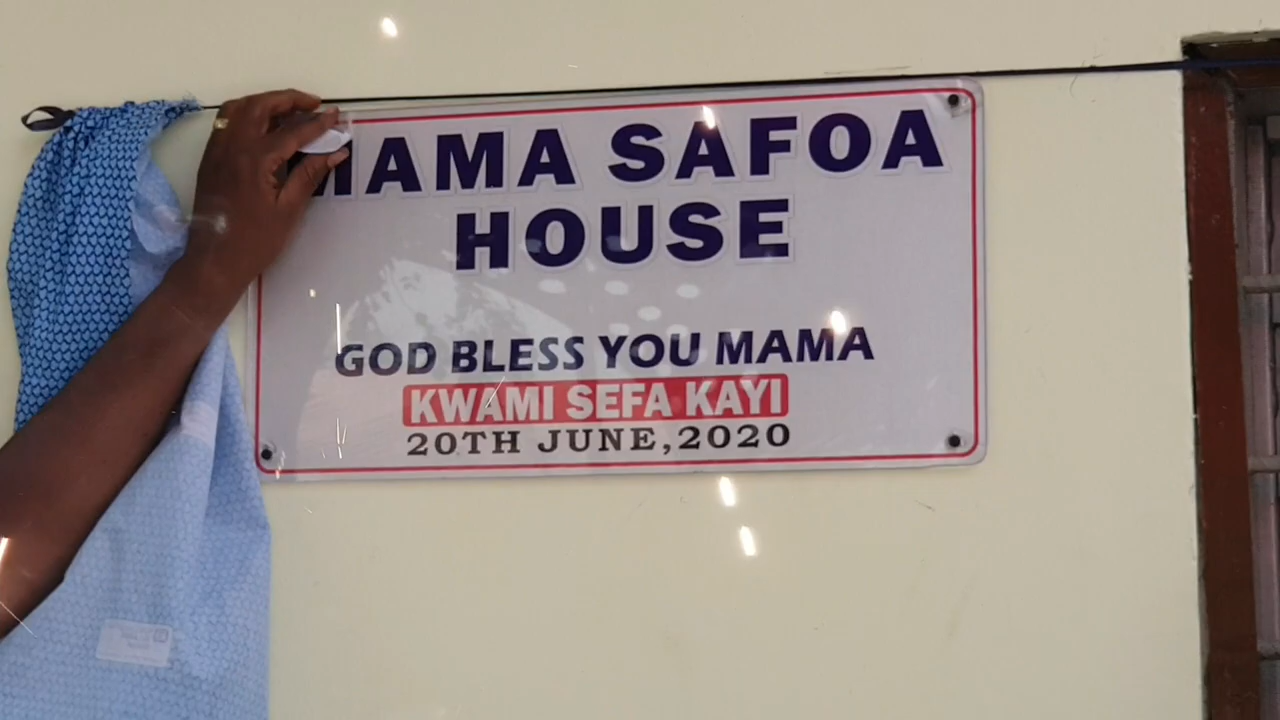 MAMA SAFOA
HOUSE
GOD BLESS YOU MAMA
KWAMI SEFA KAYI
20TH JUNE,2020